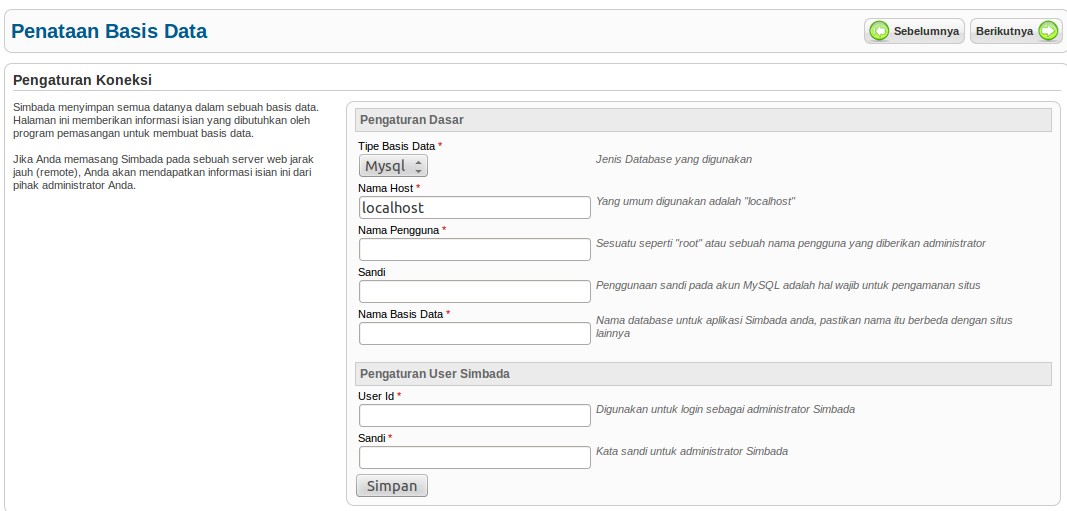 Penataan Basis Data
Sebelumnya
Berikutnya
Pengaturan Koneksi
Simbada menyimpan semua datanya dalam sebuah basis data.
Halaman ini memberikan informasi isian yang dibutuhkan oleh
program pemasangan untuk membuat basis data.
Jika Anda memasang Simbada pada sebuah server web jarak
jauh (remote), Anda akan mendapatkan informasi isian ini dari
pihak administrator Anda.
Pengaturan Dasar
Tipe Basis Data *
Mysql
Jenis Database yang digunakan
Nama Host *
localhost
Yang umum digunakan adalah "localhost"
Nama Pengguna *
Sesuatu seperti "root" atau sebuah nama pengguna yang diberikan administrator
Sandi
Penggunaan sandi pada akun MySQL adalah hal wajib untuk pengamanan situs
Nama Basis Data *
Nama database untuk aplikasi Simbada anda, pastikan nama itu berbeda dengan situs
lainnya
Pengaturan User Simbada
User Id *
Digunakan untuk login sebagai administrator Simbada
Sandi *
Kata sandi untuk administrator Simbada
Simpan